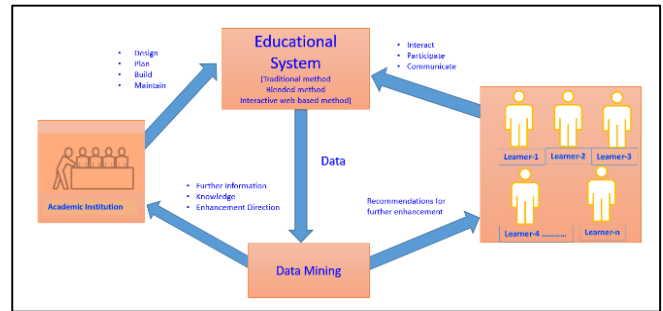 Educational
System
[Traditional method
Blended method
Interactive web-based method]
• Design
• Plan
• Build
• Maintain
• Interact
• Participate
• Communicate
Academic Institution
Learner-1
Learner-2
Learner-3
Learner-4 ............
Learner-n
Data
• Further Information
• Knowledge
• Enhancement Direction
Recommendations for
further enhancement
Data Mining